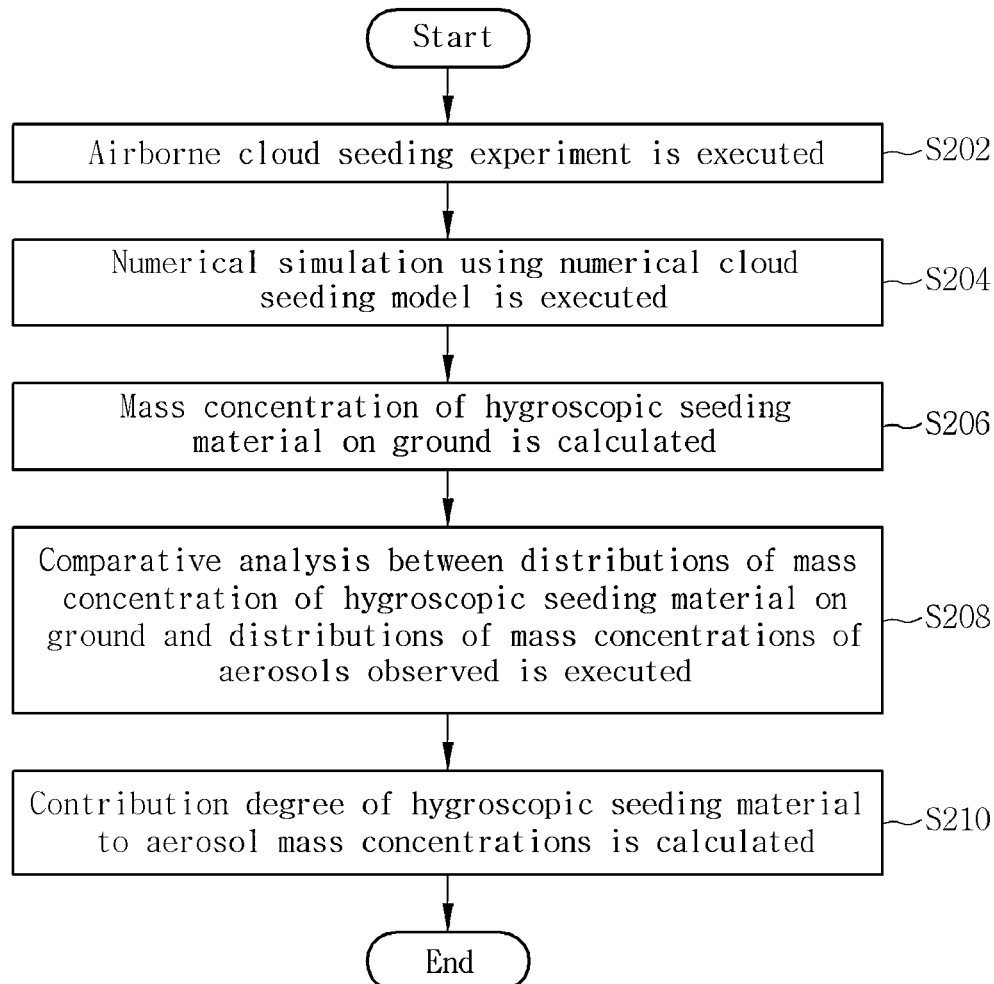 Start
Airborne cloud seeding experiment is executed
S202
Numerical simulation using numerical cloud
seeding model is executed
S204
Mass concentration of hygroscopic seeding
material on ground is calculated
S206
Comparative analysis between distributions of mass
concentration of hygroscopic seeding material on
ground and distributions of mass concentrations of
aerosols observed is executed
S208
Contribution degree of hygroscopic seeding material
to aerosol mass concentrations is calculated
S210
End